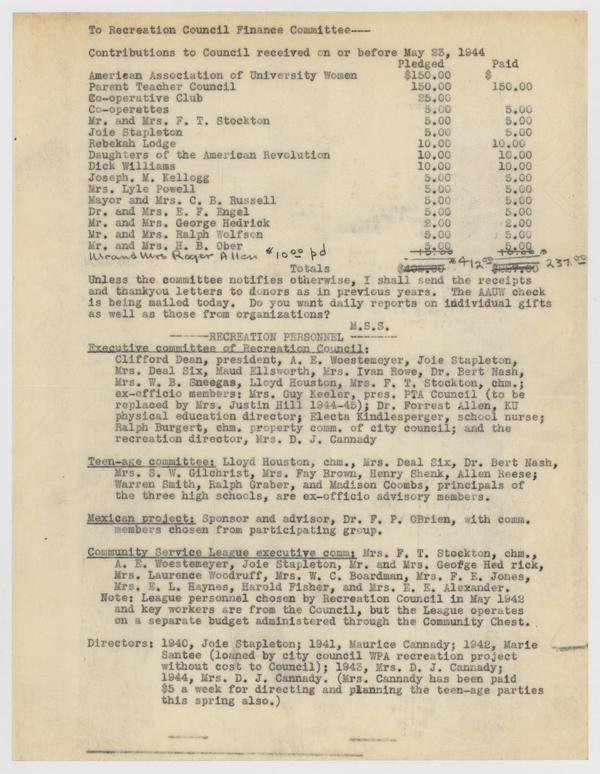 To Recreation Council Finance Committee---
Contributions to Council received on or before May 23, 1944
Pledged Paid
American Association of University Women $150.00 $
Parent Teacher Council 150.00 150.00
Co-operative Club 25.00
Co-operettes 5.00 5.00
Mr. and Mrs. F. T. Stockton 5.00 5.00
Joie Stapleton 5.00 5.00
Rebekah Lodge 10.00 10.00
Daughters of the American Revolution 10.00 10.00
Dick Williams 10.00 10.00
Joseph. M. Kellogg 5.00 5.00
Mrs. Lyle Powell 5.00 5.00
Mayor and Mrs. C. B. Russell 5.00 5.00
Dr. and Mrs. E. F. Engel 5.00 5.00
Mr. and Mrs. George Hedrick 2.00 2.00
Mr. and Mrs. Ralph Wolfson 5.00 5.00
Mr. and Mrs. H. B. Ober 5.00 5.00
Mr and Mrs Roger Allen $10.00 pd 10.00 10.00
Totals $412.00 237.00
Unless the committee notifies otherwise, I shall send the receipts
and thankyou letters to donors as in previous years. The AAUW check
is being mailed today. Do you want daily reports on individual gifts
as well as those from organizations?
M.S.S.
------RECREATION PERSONNEL ------
Executive committee of Recreation Council:
Clifford Dean, president, A. E. Woestemeyer, Joie Stapleton,
Mrs. Deal Six, Maud Ellsworth, Mrs. Ivan Rowe, Dr. Bert Nash,
Mrs. W. B. Sneegas, Lloyd Houston, Mrs. F. T. Stockton, chm.;
ex-officio members: Mrs. Guy Keeler, pres. PTA Council (to be
replaced by Mrs. Justin Hill 1944-45); Dr. Forrest Allen, KU
physical education director; Electa Kindlesperger, school nurse;
Ralph Burgert, chm. property comm. of city council; and the
recreation director, Mrs. D. J. Cannady
Teen-age committee: Lloyd Houston, chm., Mrs. Deal Six, Dr. Bert Nash,
Mrs. S. W. Gilchrist, Mrs. Fay Brown, Henry Shenk, Allen Reese;
Warren Smith, Ralph Graber, and Madison Coombs, principals of
the three high schools, are ex-officio advisory members.
Mexican project: Sponsor and advisor, Dr. F. P. OBrien, with comm.
members chosen from participating group.
Community Service League executive comm: Mrs. F. T. Stockton, chm.,
A. E. Woestemeyer, Joie Stapleton, Mr. and Mrs. George Hed rick,
Mrs. Laurence Woodruff, Mrs. W. C. Boardman, Mrs. F. E. Jones,
Mrs. E. L. Haynes, Harold Fisher, and Mrs. E. E. Alexander.
Note: League personnel chosen by Recreation Council in May 1942
and key workers are from the Council, but the League operates
on a separate budget administered through the Community Chest.
Directors: 1940, Joie Stapleton; 1941, Maurice Cannady; 1942, Marie
Santee (loaned by city council WPA recreation project
without cost to Council); 1943, Mrs. D. J. Cannady;
1944, Mrs. D. J. Cannady. (Mrs. Cannady has been paid
$5 a week for directing and planning the teen-age parties
this spring also.)